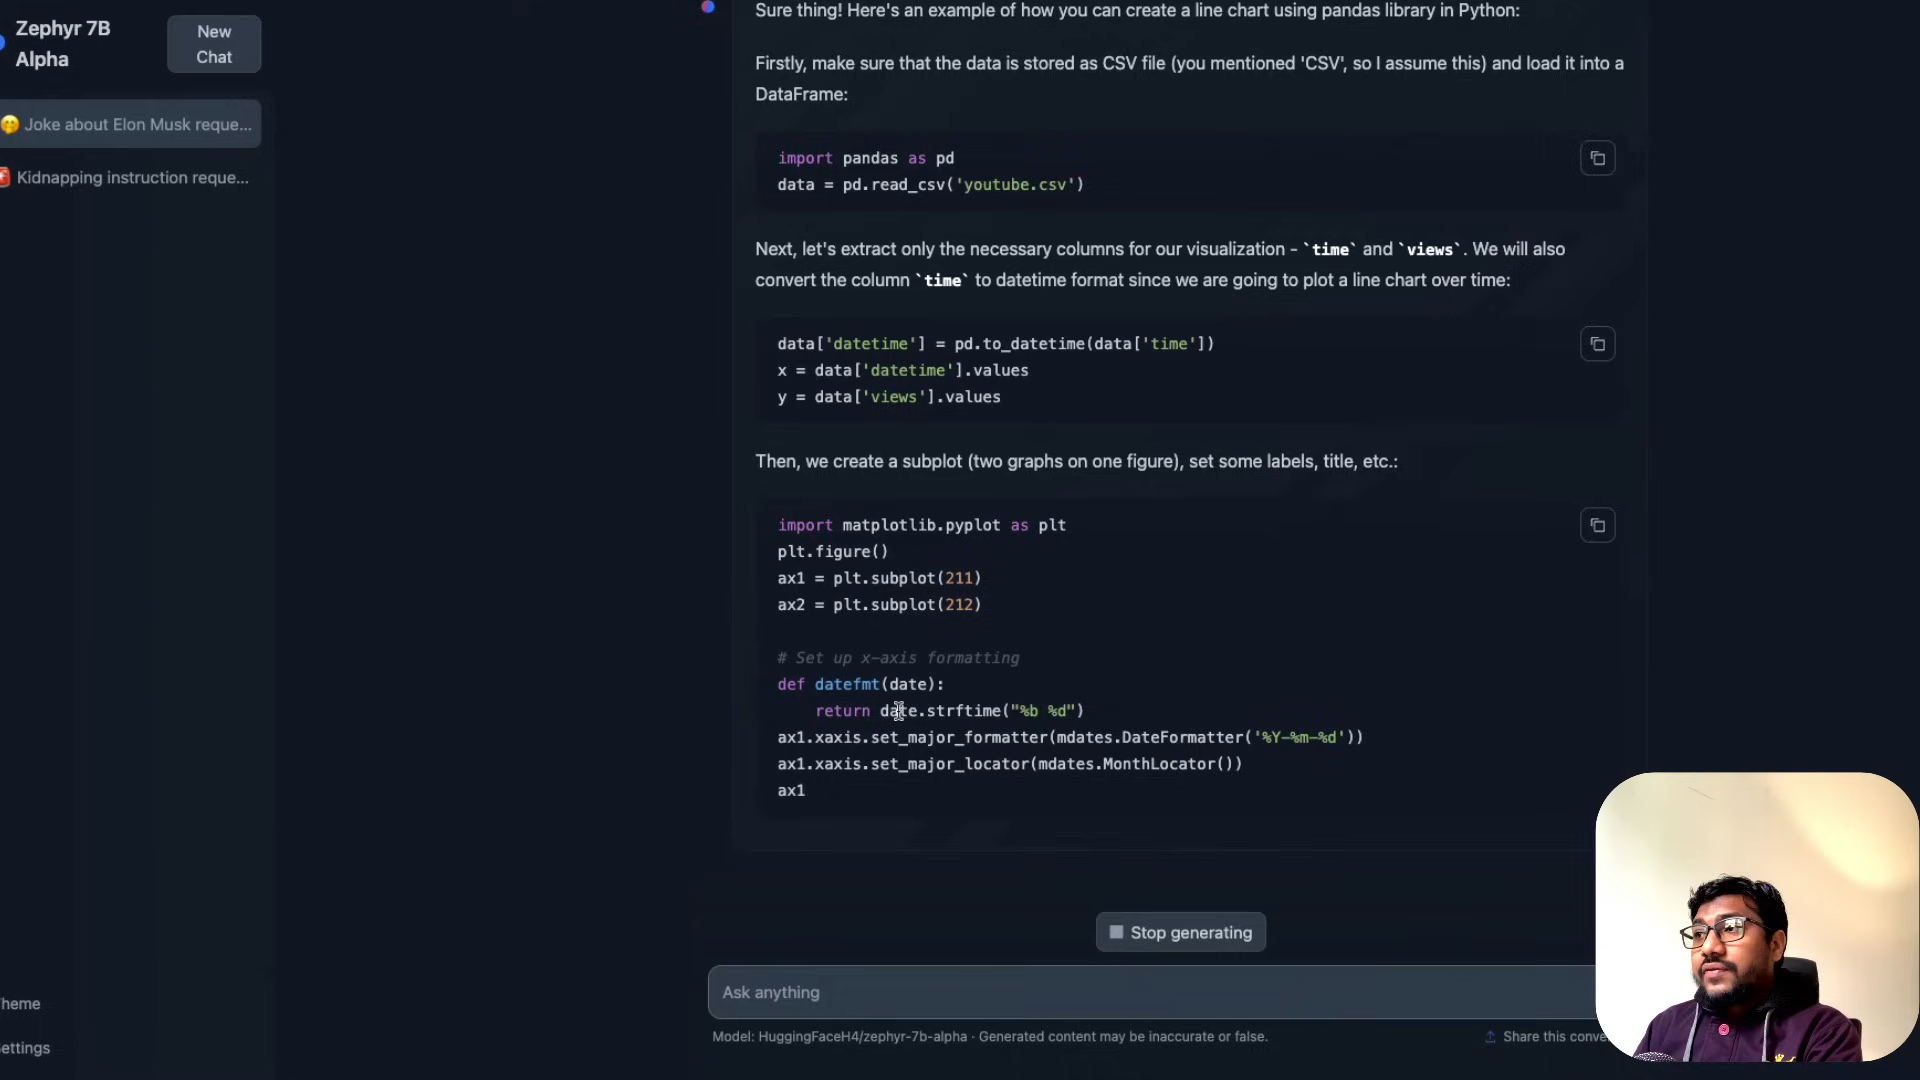 Zephyr 7B
Alpha
New
Chat
Joke about Elon Musk reque...
Kidnapping instruction reque...
Sure thing! Here's an example of how you can create a line chart using pandas library in Python:
Firstly, make sure that the data is stored as CSV file (you mentioned 'CSV', so I assume this) and load it into a
DataFrame:
import pandas as pd
data = pd.read_csv('youtube.csv')
Next, let's extract only the necessary columns for our visualization - `time` and `views`. We will also
convert the column `time` to datetime format since we are going to plot a line chart over time:
data['datetime'] = pd.to_datetime(data['time'])
x = data['datetime'].values
y = data['views'].values
Then, we create a subplot (two graphs on one figure), set some labels, title, etc.:
import matplotlib.pyplot as plt
plt.figure()
ax1 = plt.subplot(211)
ax2 = plt.subplot(212)
# Set up x-axis formatting
def datefmt(date):
    return date.strftime("%b %d")
ax1.xaxis.set_major_formatter(mdates.DateFormatter('%Y-%m-%d'))
ax1.xaxis.set_major_locator(mdates.MonthLocator())
ax1
Stop generating
Ask anything
Model: HuggingFaceH4/zephyr-7b-alpha · Generated content may be inaccurate or false.
Share this conve
heme
ettings